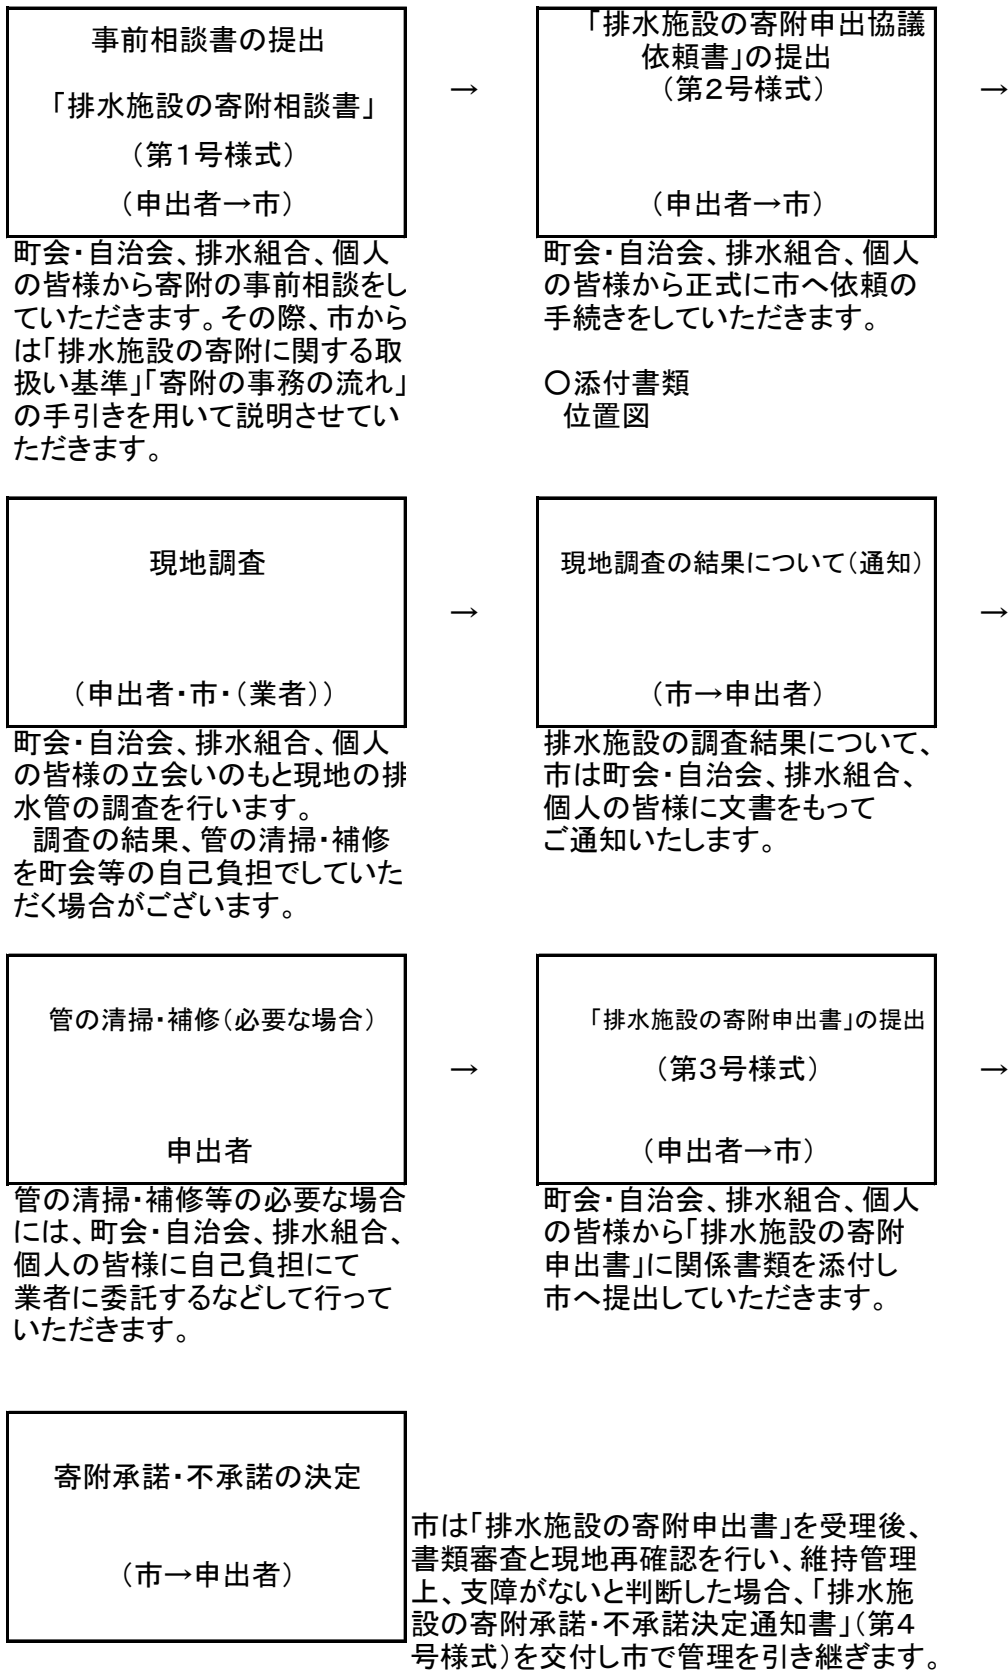 事前相談書の提出
「排水施設の寄附相談書」
（第１号様式）
（申出者→市）
→
「排水施設の寄附申出協議
依頼書」の提出
（第２号様式）
（申出者→市）
→
町会・自治会、排水組合、個人
の皆様から寄附の事前相談をし
ていただきます。その際、市から
は「排水施設の寄附に関する取
扱い基準」「寄附の事務の流れ」
の手引きを用いて説明させてい
ただきます。
町会・自治会、排水組合、個人
の皆様から正式に市へ依頼の
手続きをしていただきます。
○添付書類
位置図
現地調査
（申出者・市・（業者））
→
現地調査の結果について（通知）
（市→申出者）
→
町会・自治会、排水組合、個人
の皆様の立会いのもと現地の排
水管の調査を行います。
調査の結果、管の清掃・補修
を町会等の自己負担でしていた
だく場合がございます。
排水施設の調査結果について、
市は町会・自治会、排水組合、
個人の皆様に文書をもって
ご通知いたします。
管の清掃・補修（必要な場合）
申出者
→
「排水施設の寄附申出書」の提出
（第３号様式）
（申出者→市）
→
管の清掃・補修等の必要な場合
には、町会・自治会、排水組合、
個人の皆様に自己負担にて
業者に委託するなどして行って
いただきます。
町会・自治会、排水組合、個人
の皆様から「排水施設の寄附
申出書」に関係書類を添付し
市へ提出していただきます。
寄附承諾・不承諾の決定
（市→申出者）
市は「排水施設の寄附申出書」を受理後、
書類審査と現地再確認を行い、維持管理
上、支障がないと判断した場合、「排水施
設の寄附承諾・不承諾決定通知書」（第４
号様式）を交付し市で管理を引き継ぎます。